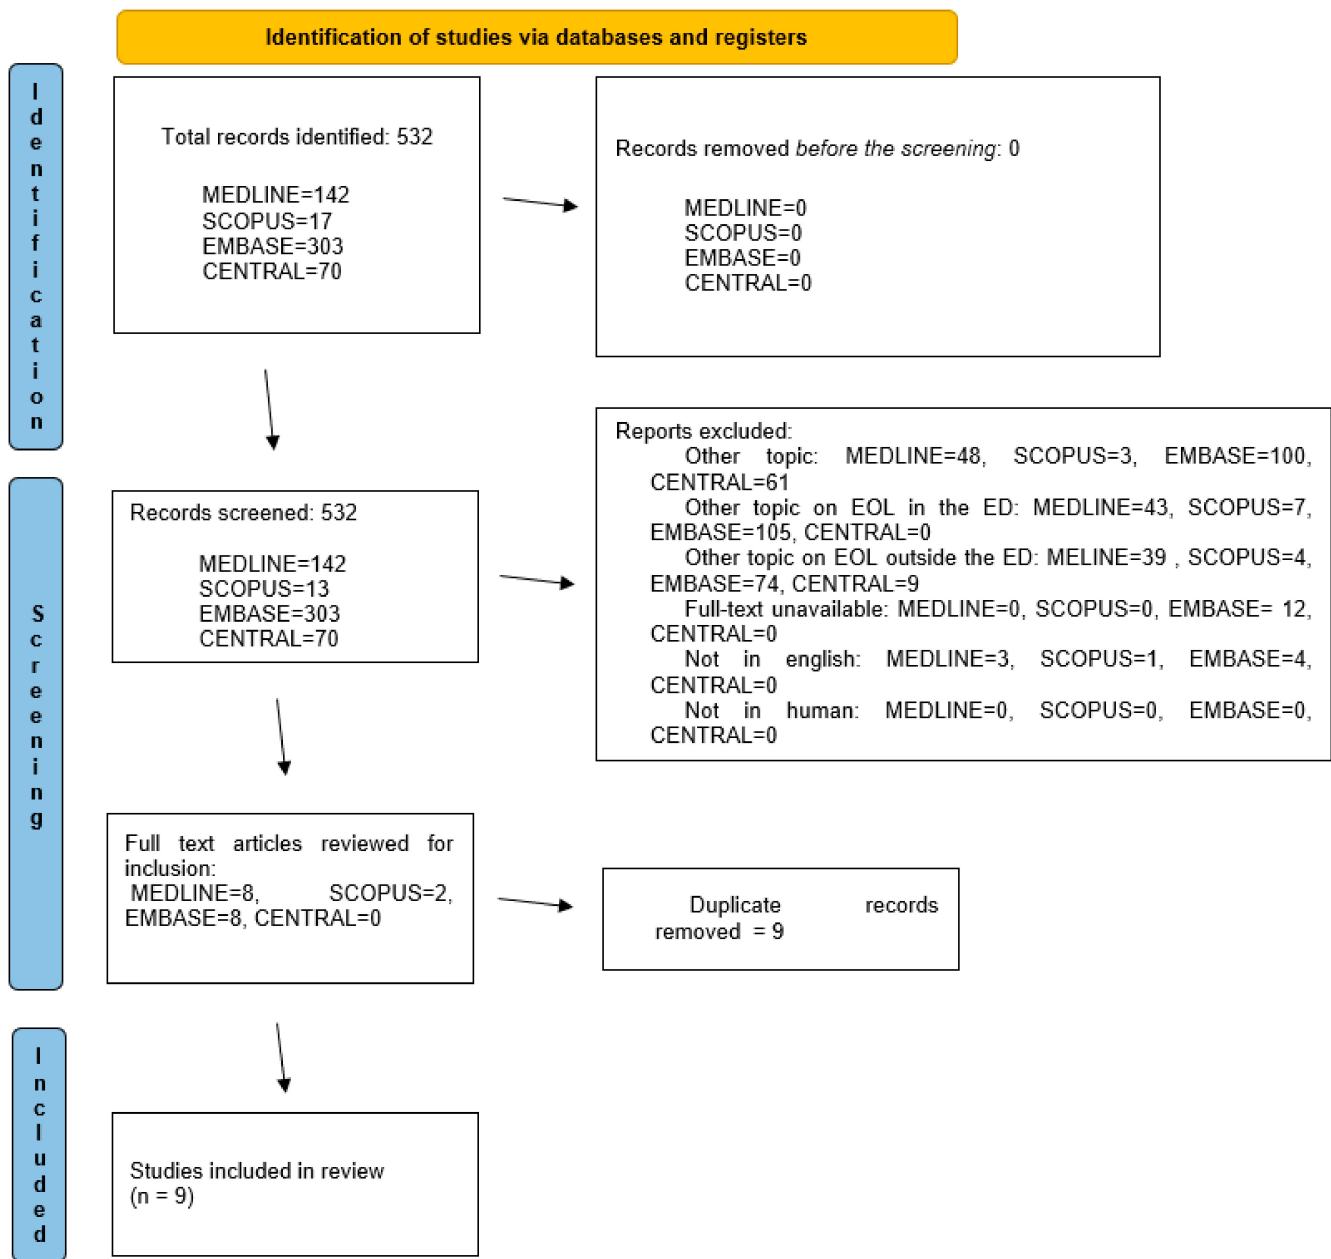 Identification of studies via databases and registers
Identification
Total records identified: 532
MEDLINE=142
SCOPUS=17
EMBASE=303
CENTRAL=70
Records removed before the screening: 0
MEDLINE=0
SCOPUS=0
EMBASE=0
CENTRAL=0
Screening
Records screened: 532
MEDLINE=142
SCOPUS=13
EMBASE=303
CENTRAL=70
Reports excluded:
Other topic: MEDLINE=48, SCOPUS=3, EMBASE=100,
CENTRAL=61
Other topic on EOL in the ED: MEDLINE=43, SCOPUS=7,
EMBASE=105, CENTRAL=0
Other topic on EOL outside the ED: MELINE=39 , SCOPUS=4,
EMBASE=74, CENTRAL=9
Full-text unavailable: MEDLINE=0, SCOPUS=0, EMBASE= 12,
CENTRAL=0
Not in english: MEDLINE=3, SCOPUS=1, EMBASE=4,
CENTRAL=0
Not in human: MEDLINE=0, SCOPUS=0, EMBASE=0,
CENTRAL=0
Full text articles reviewed for
inclusion:
MEDLINE=8, SCOPUS=2,
EMBASE=8, CENTRAL=0
Duplicate records
removed = 9
Included
Studies included in review
(n = 9)